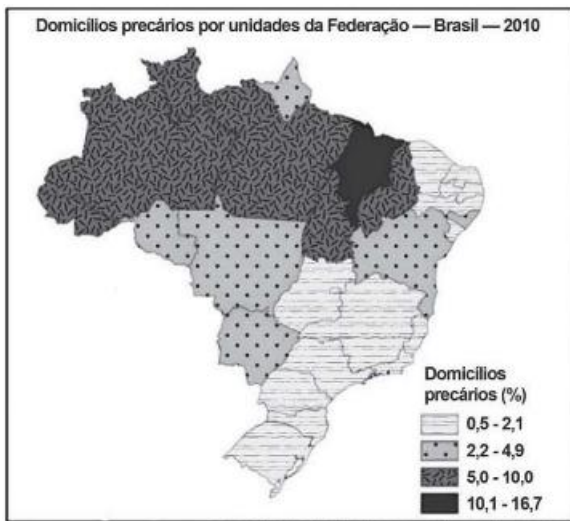 Domicílios precários por unidades da Federação — Brasil — 2010
Domicílios
precários (%)
0,5 - 2,1
2,2 - 4,9
5,0 - 10,0
10,1 - 16,7